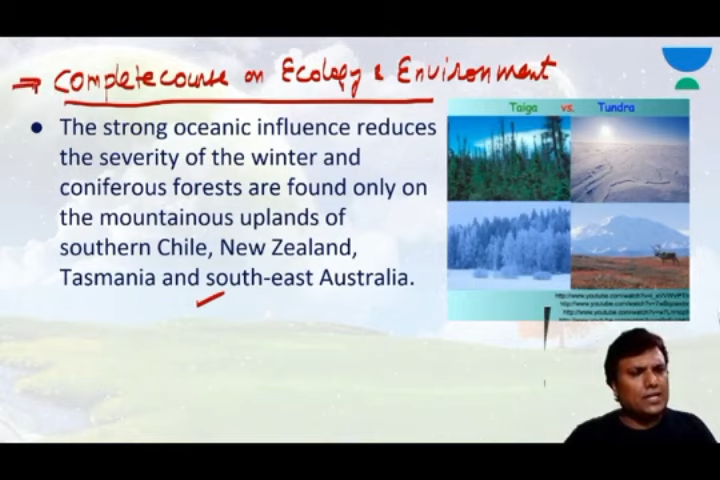 → Complete course on Ecology & Environment
• The strong oceanic influence reduces
the severity of the winter and
coniferous forests are found only on
the mountainous uplands of
southern Chile, New Zealand,
Tasmania and south-east Australia.
Taiga vs. Tundra